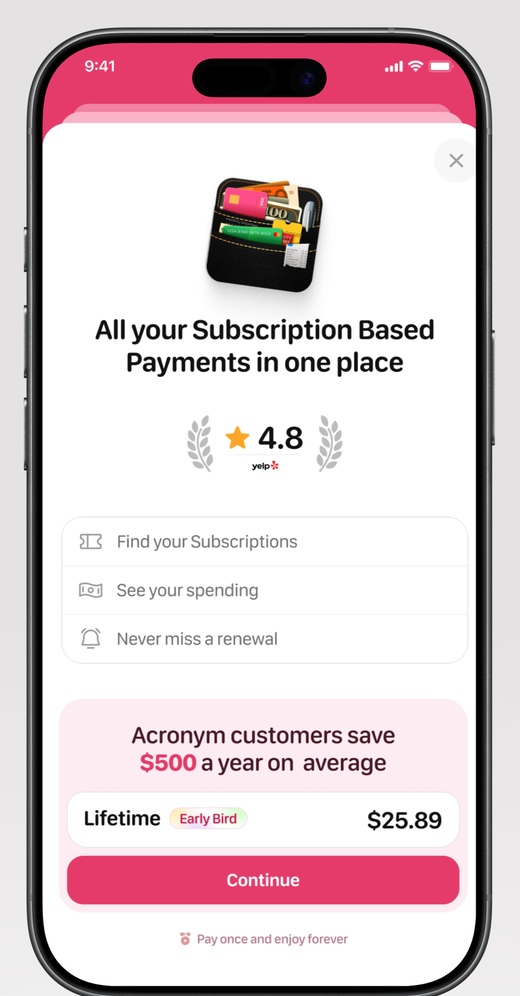 9:41
All your Subscription Based
Payments in one place
4.8
yelp
Find your Subscriptions
See your spending
Never miss a renewal
Acronym customers save
$500 a year on  average
Lifetime Early Bird $25.89
Continue
Pay once and enjoy forever